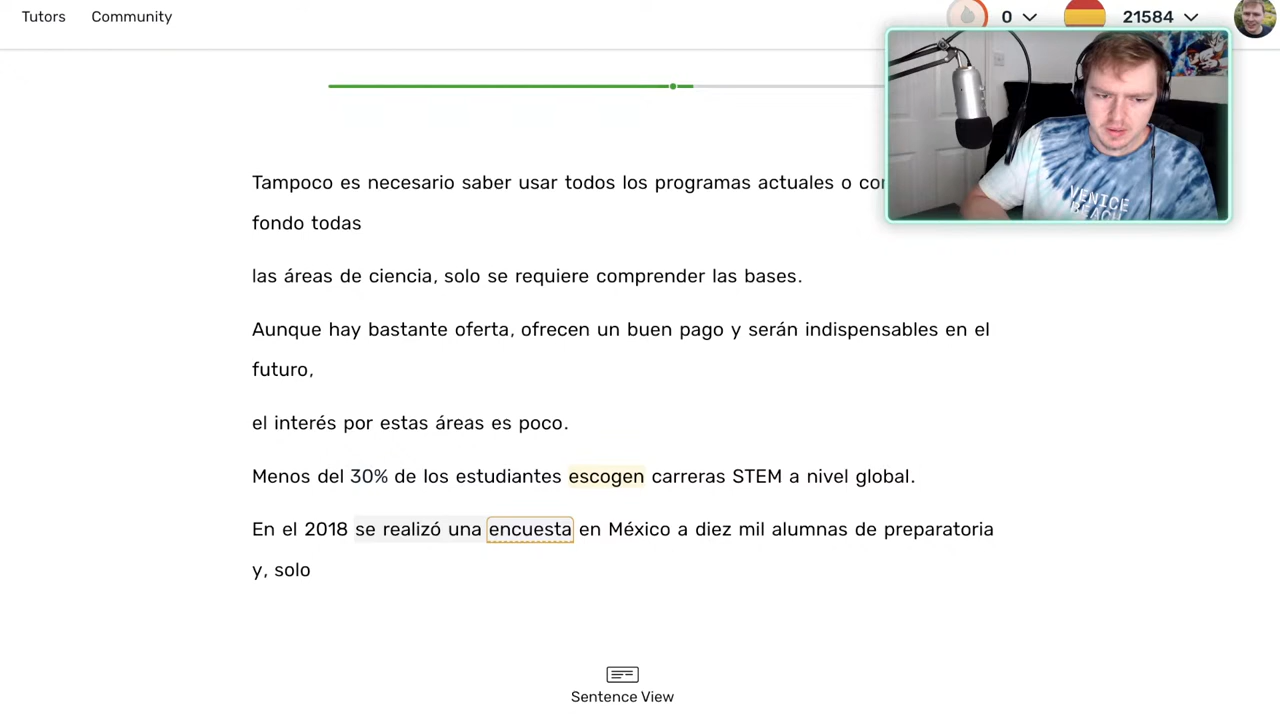 Tutors Community 0 21584
Tampoco es necesario saber usar todos los programas actuales o
fondo todas
las áreas de ciencia, solo se requiere comprender las bases.
Aunque hay bastante oferta, ofrecen un buen pago y serán indispensables en el
futuro,
el interés por estas áreas es poco.
Menos del 30% de los estudiantes escogen carreras STEM a nivel global.
En el 2018 se realizó una encuesta en México a diez mil alumnas de preparatoria
y, solo
VENICE
BEACH
Sentence View